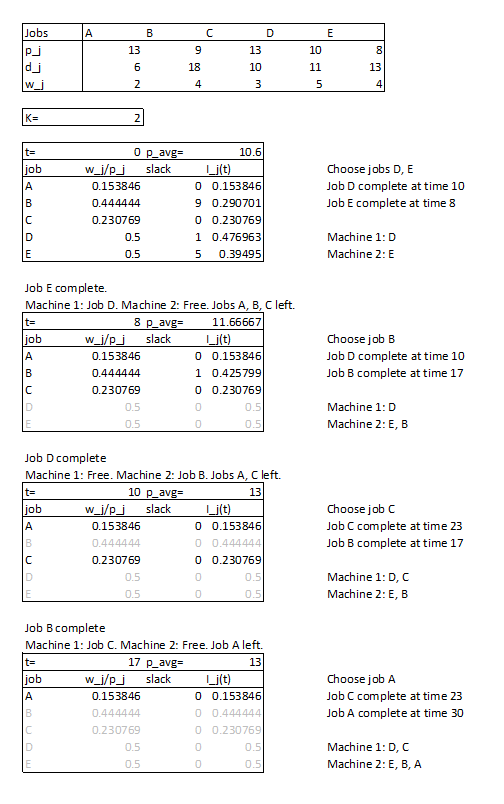 Jobs A B C D E
p_j 13 9 13 10 8
d_j 6 18 10 11 13
w_j 2 4 3 5 4
K= 2
t= 0 p_avg= 10.6
job w_j/p_j slack I_j(t) Choose jobs D, E
A 0.153846 0 0.153846 Job D complete at time 10
B 0.444444 9 0.290701 Job E complete at time 8
C 0.230769 0 0.230769
D 0.5 1 0.476963 Machine 1: D
E 0.5 5 0.39495 Machine 2: E
Job E complete.
Machine 1: Job D. Machine 2: Free. Jobs A, B, C left.
t= 8 p_avg= 11.66667
job w_j/p_j slack I_j(t) Choose job B
A 0.153846 0 0.153846 Job D complete at time 10
B 0.444444 1 0.425799 Job B complete at time 17
C 0.230769 0 0.230769
D 0.5 0 0.5 Machine 1: D
E 0.5 0 0.5 Machine 2: E, B
Job D complete
Machine 1: Free. Machine 2: Job B. Jobs A, C left.
t= 10 p_avg= 13
job w_j/p_j slack I_j(t) Choose job C
A 0.153846 0 0.153846 Job C complete at time 23
B 0.444444 0 0.444444 Job B complete at time 17
C 0.230769 0 0.230769
D 0.5 0 0.5 Machine 1: D, C
E 0.5 0 0.5 Machine 2: E, B
Job B complete
Machine 1: Job C. Machine 2: Free. Job A left.
t= 17 p_avg= 13
job w_j/p_j slack I_j(t) Choose job A
A 0.153846 0 0.153846 Job C complete at time 23
B 0.444444 0 0.444444 Job A complete at time 30
C 0.230769 0 0.230769
D 0.5 0 0.5 Machine 1: D, C
E 0.5 0 0.5 Machine 2: E, B, A